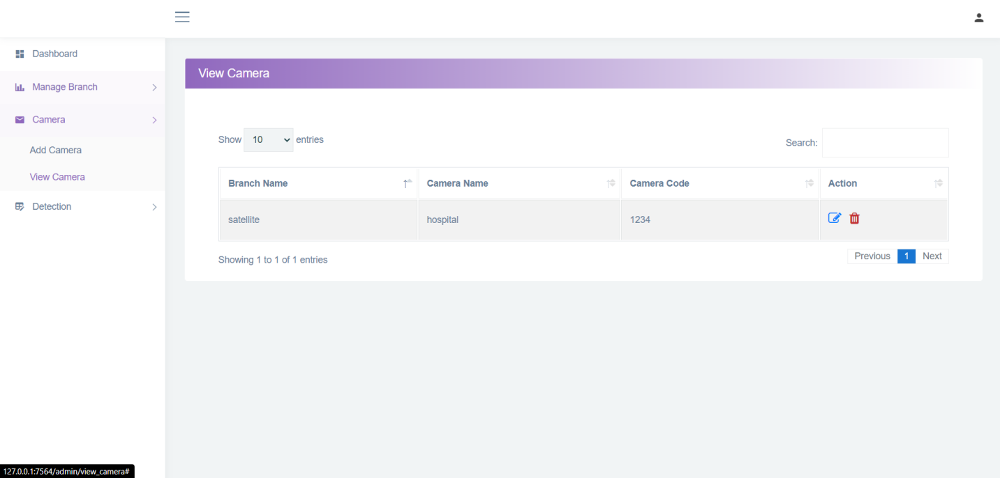 Dashboard
Manage Branch
Camera
Add Camera
View Camera
Detection
View Camera
Show 10 entries
Search:
Branch Name Camera Name Camera Code Action
satellite hospital 1234
Showing 1 to 1 of 1 entries
Previous 1 Next
127.0.0.1:7564/admin/view_camera#